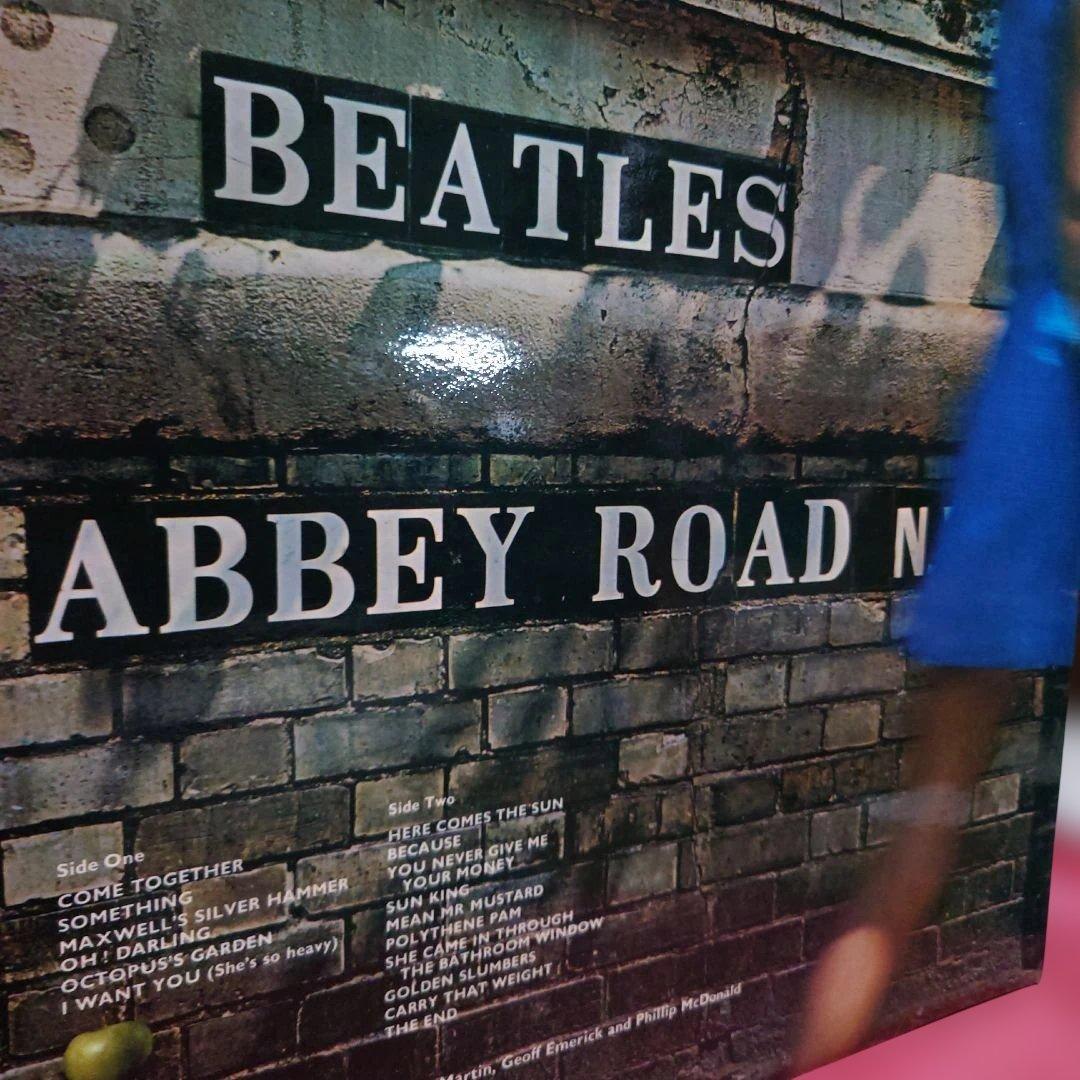 BEATLES
ABBEY ROAD N
Side One
COME TOGETHER
SOMETHING
MAXWELL'S SILVER HAMMER
OH! DARLING
OCTOPUS'S GARDEN
I WANT YOU (She's so heavy)
Side Two
HERE COMES THE SUN
BECAUSE
YOU NEVER GIVE ME
YOUR MONEY
SUN KING
MEAN MR MUSTARD
POLYTHENE PAM
SHE CAME IN THROUGH
THE BATHROOM WINDOW
GOLDEN SLUMBERS
CARRY THAT WEIGHT
THE END
Martin, Geoff Emerick and Phillip McDonald